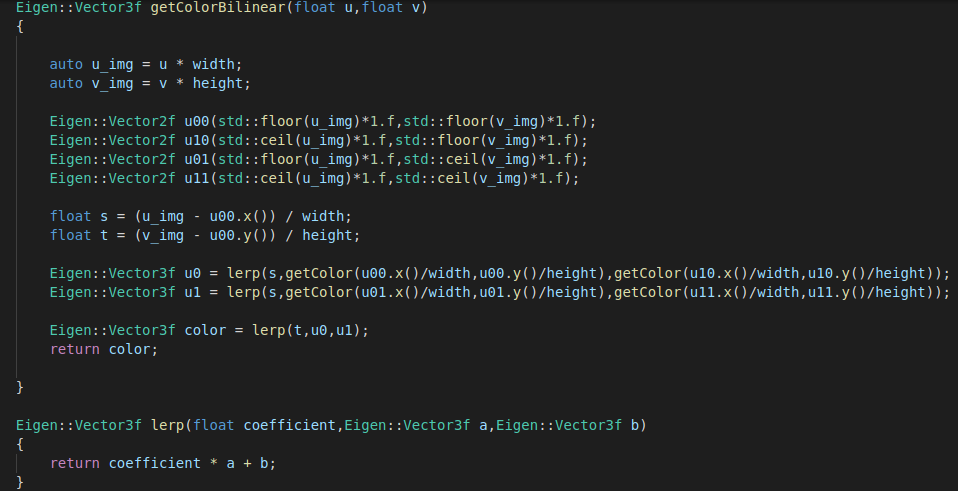 Eigen::Vector3f getColorBilinear(float u,float v)
{
auto u_img = u * width;
auto v_img = v * height;
Eigen::Vector2f u00(std::floor(u_img)*1.f,std::floor(v_img)*1.f);
Eigen::Vector2f u10(std::ceil(u_img)*1.f,std::floor(v_img)*1.f);
Eigen::Vector2f u01(std::floor(u_img)*1.f,std::ceil(v_img)*1.f);
Eigen::Vector2f u11(std::ceil(u_img)*1.f,std::ceil(v_img)*1.f);
float s = (u_img - u00.x()) / width;
float t = (v_img - u00.y()) / height;
Eigen::Vector3f u0 = lerp(s,getColor(u00.x()/width,u00.y()/height),getColor(u10.x()/width,u10.y()/height));
Eigen::Vector3f u1 = lerp(s,getColor(u01.x()/width,u01.y()/height),getColor(u11.x()/width,u11.y()/height));
Eigen::Vector3f color = lerp(t,u0,u1);
return color;
}
Eigen::Vector3f lerp(float coefficient,Eigen::Vector3f a,Eigen::Vector3f b)
{
return coefficient * a + b;
}